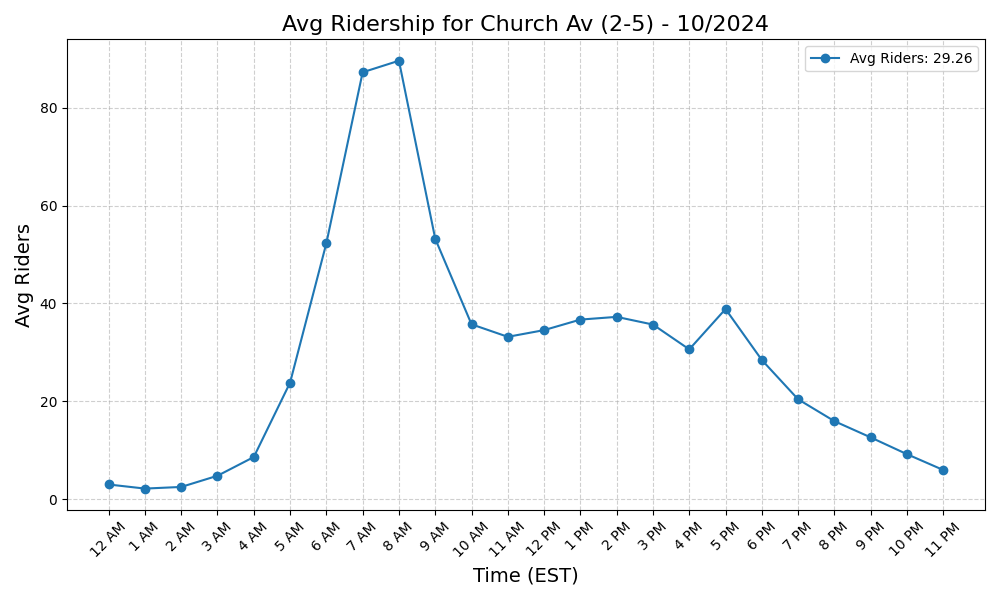 Avg Ridership for Church Av (2-5) - 10/2024
Avg Riders: 29.26
Avg Riders
80
60
40
20
0
12 AM
1 AM
2 AM
3 AM
4 AM
5 AM
6 AM
7 AM
8 AM
9 AM
10 AM
11 AM
12 PM
1 PM
2 PM
3 PM
4 PM
5 PM
6 PM
7 PM
8 PM
9 PM
10 PM
11 PM
Time (EST)